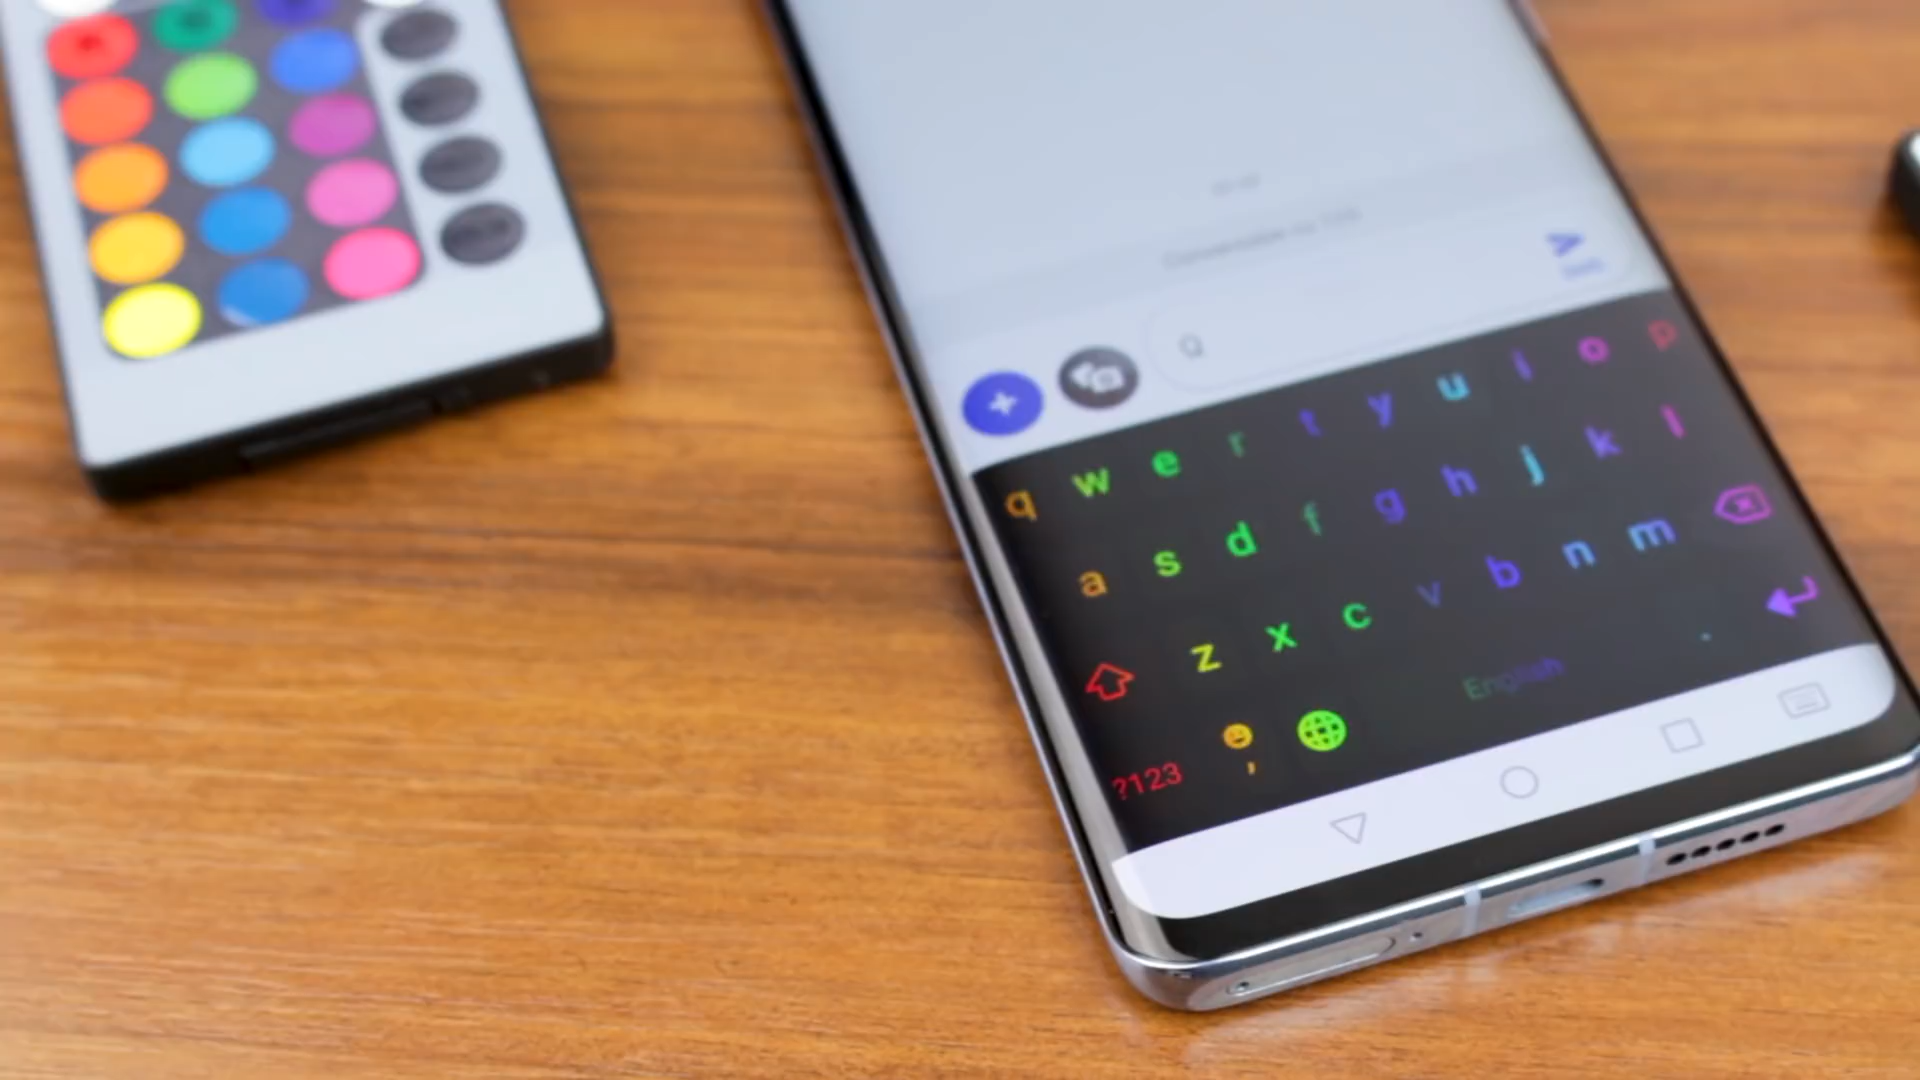 q w e r t y u i o p
a s d f g h j k l
z x c v b n m
?123 , English .